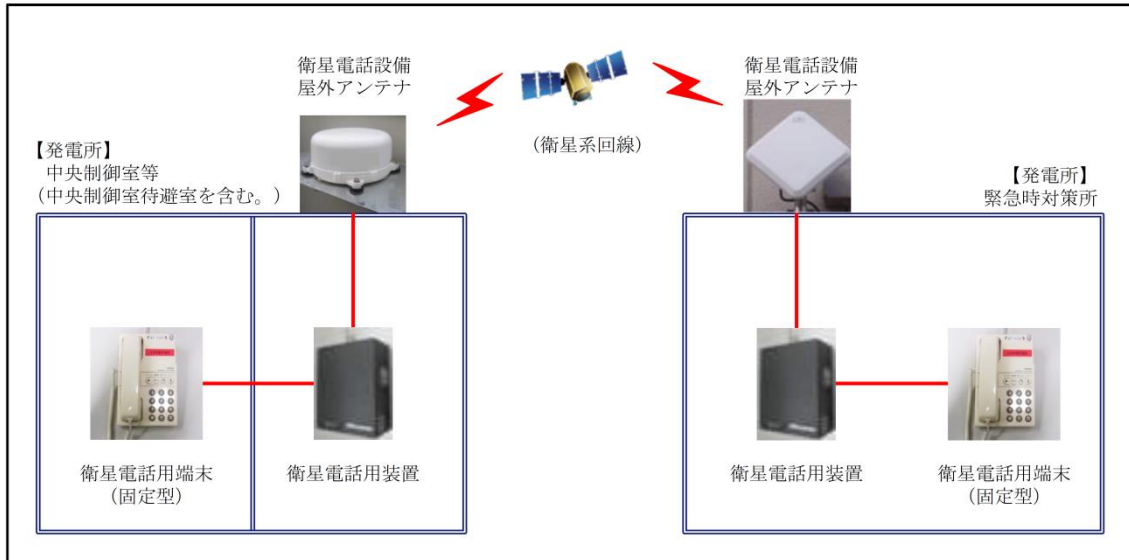 衛星電話設備
屋外アンテナ
(衛星系回線)
衛星電話設備
屋外アンテナ
【発電所】
中央制御室等
(中央制御室待避室を含む。)
【発電所】
緊急時対策所
衛星電話用端末
(固定型)
衛星電話用装置
衛星電話用装置
衛星電話用端末
(固定型)